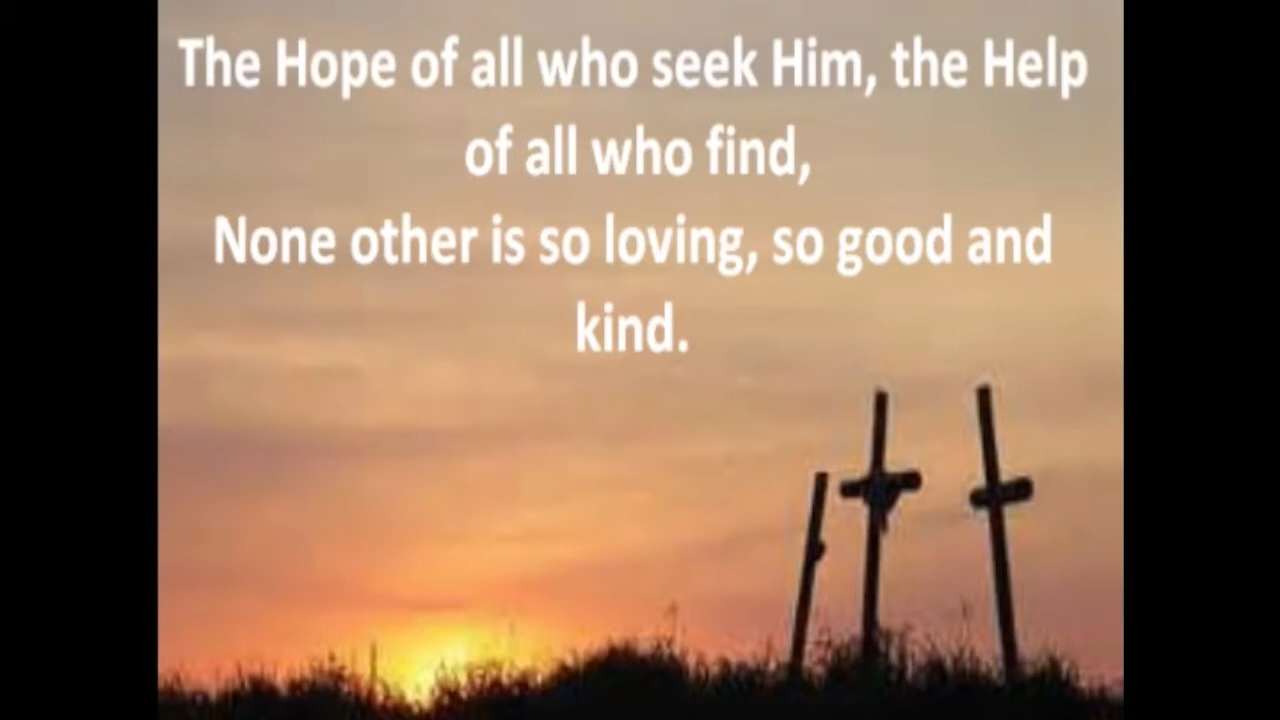 The Hope of all who seek Him, the Help
of all who find,
None other is so loving, so good and
kind.